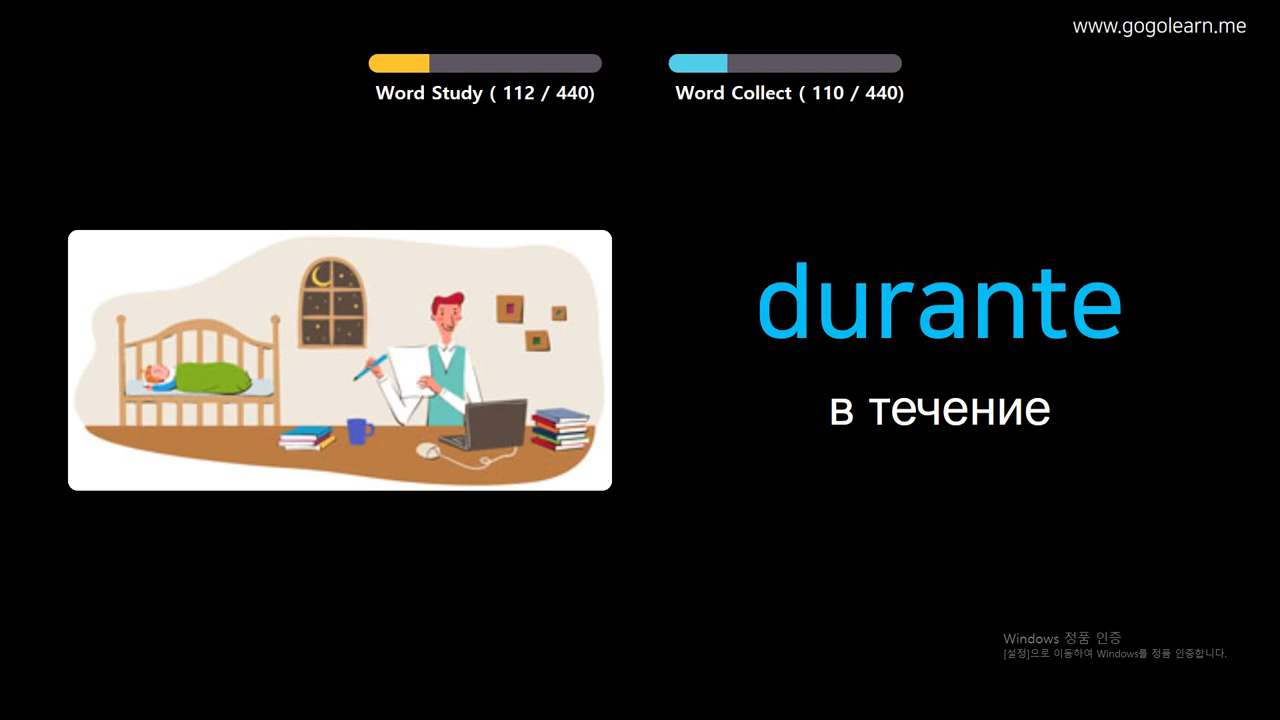 www.gogolearn.me
Word Study ( 112 / 440)
Word Collect ( 110 / 440)
durante
в течение
Windows 정품 인증
[설정]으로 이동하여 Windows를 정품 인증합니다.